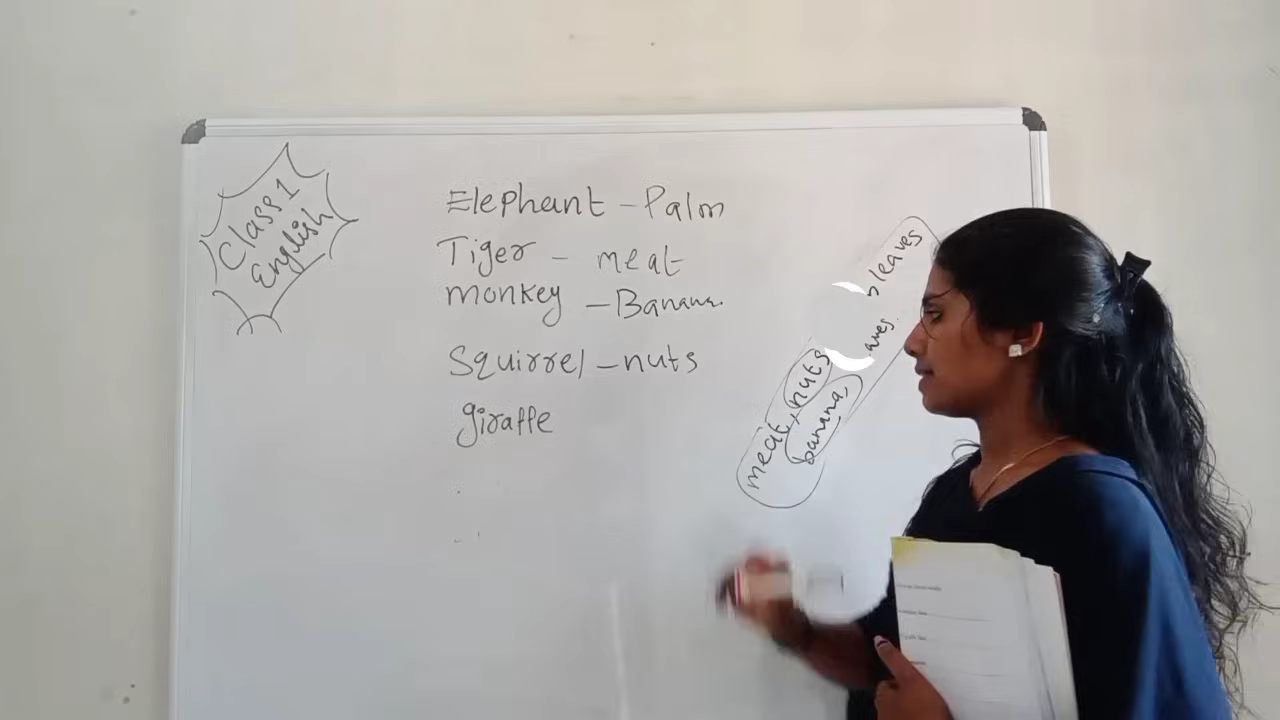 Class 1
English
Elephant - Palm
Tiger - meat
monkey - Banana.
Squirrel - nuts
giraffe
meat, nuts leaves
banana,